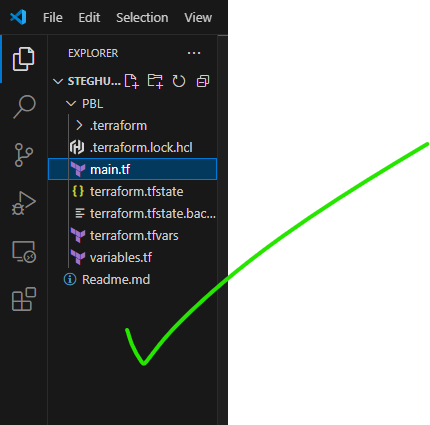 File Edit Selection
EXPLORER ...
STEGHU...
PBL
.terraform
.terraform.lock.hcl
main.tf
terraform.tfstate
terraform.tfstate.bac...
terraform.tfvars
variables.tf
Readme.md